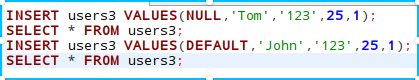 INSERT users3 VALUES(NULL,'Tom','123',25,1);
SELECT * FROM users3;
INSERT users3 VALUES(DEFAULT,'John','123',25,1);
SELECT * FROM users3;